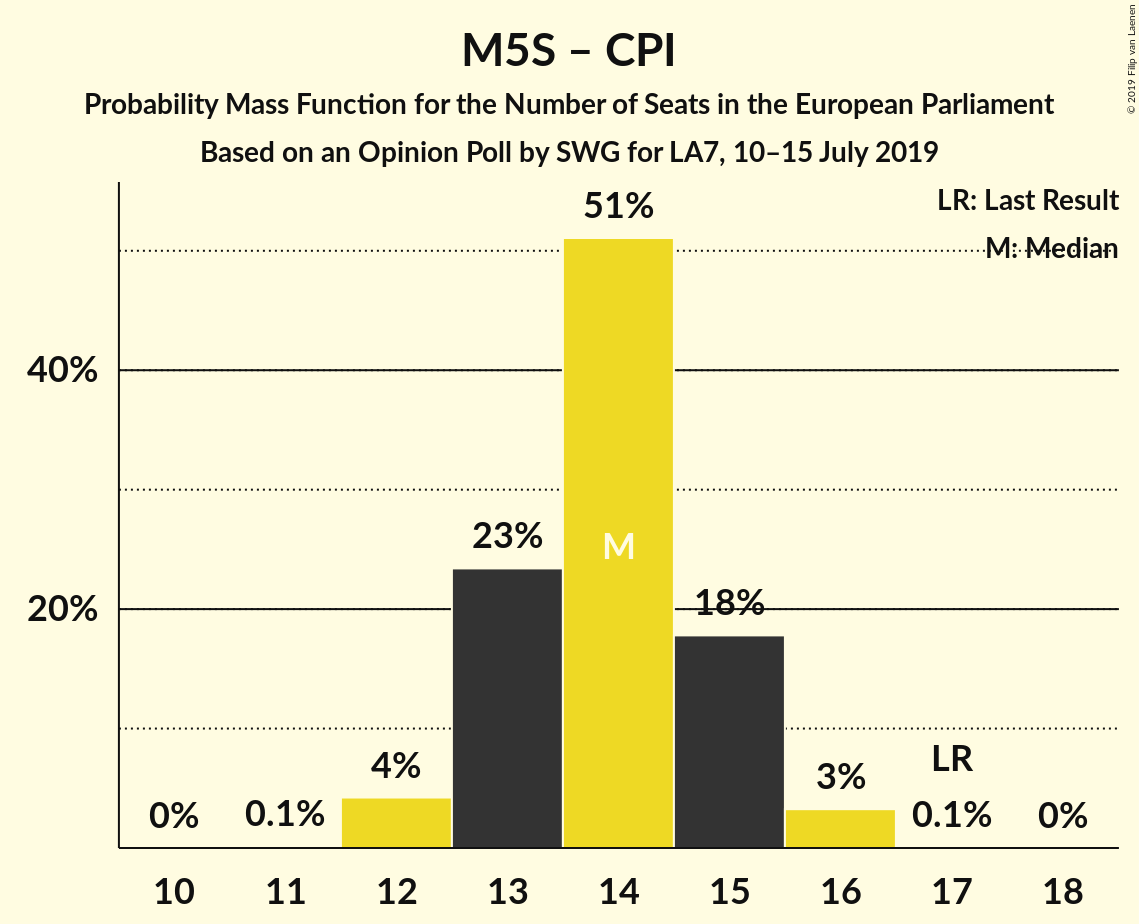 M5S – CPI
Probability Mass Function for the Number of Seats in the European Parliament
Based on an Opinion Poll by SWG for LA7, 10–15 July 2019
© 2019 Filip van Laenen
LR: Last Result
M: Median
51%
40%
23%
M
20%
18%
4%
3%
LR
0%
0.1%
0.1%
0%
10 11 12 13 14 15 16 17 18